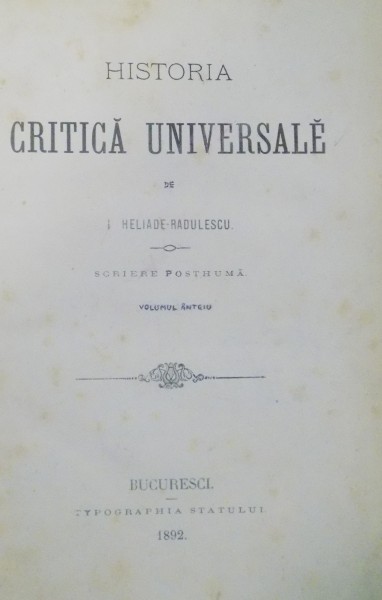 HISTORIA
CRITICĂ UNIVERSALĔ
DE
I HELIADE-RADULESCU.
SCRIERE POSTHUMĂ.
VOLUMUL ÂNTEIU
BUCURESCI.
TYPOGRAPHIA STATULUI
1892.